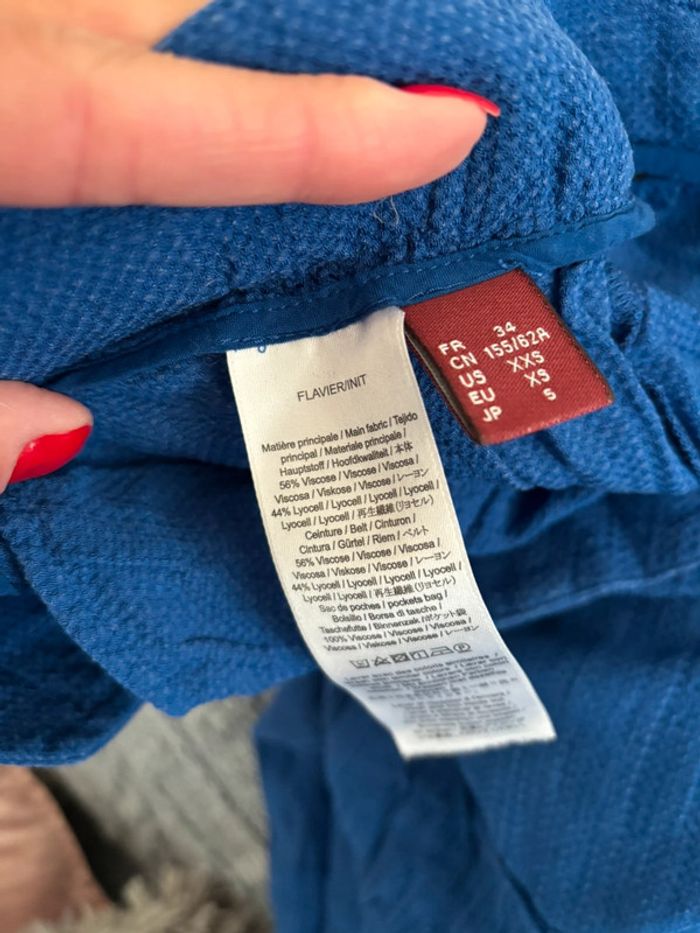 FLAVIER/INIT
Matière principale / Main fabric / Tejido
principal / Materiale principale /
Hauptstoff / Hoofdkwaliteit / 本体
56% Viscose / Viscose / Viscosa /
Viscosa / Viskose / Viscose / レーヨン
44% Lyocell / Lyocell / Lyocell / Lyocell /
Lyocell / Lyocell / 再生繊維 (リヨセル)
Ceinture / Belt / Cinturon /
Cintura / Gürtel / Riem / ベルト
56% Viscose / Viscose / Viscosa /
Viscosa / Viskose / Viscose / レーヨン
44% Lyocell / Lyocell / Lyocell / Lyocell /
Lyocell / Lyocell / 再生繊維 (リヨセル)
Sac de poches / pockets bag /
Bolsillo / Borsa di tasche /
Taschefutte / Binnenzak / ポケット袋
100% Viscose / Viscose / Viscosa /
Viscosa / Viskose / Viscose / レーヨン
FR 34
CN 155/62A
US XXS
EU XS
JP 5